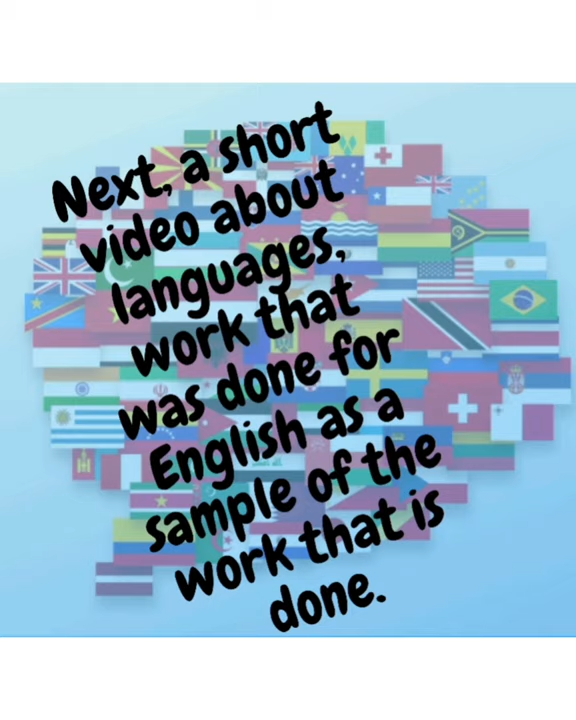 Next, a short
video about
languages,
work that
was done for
English as a
sample of the
work that is
done.